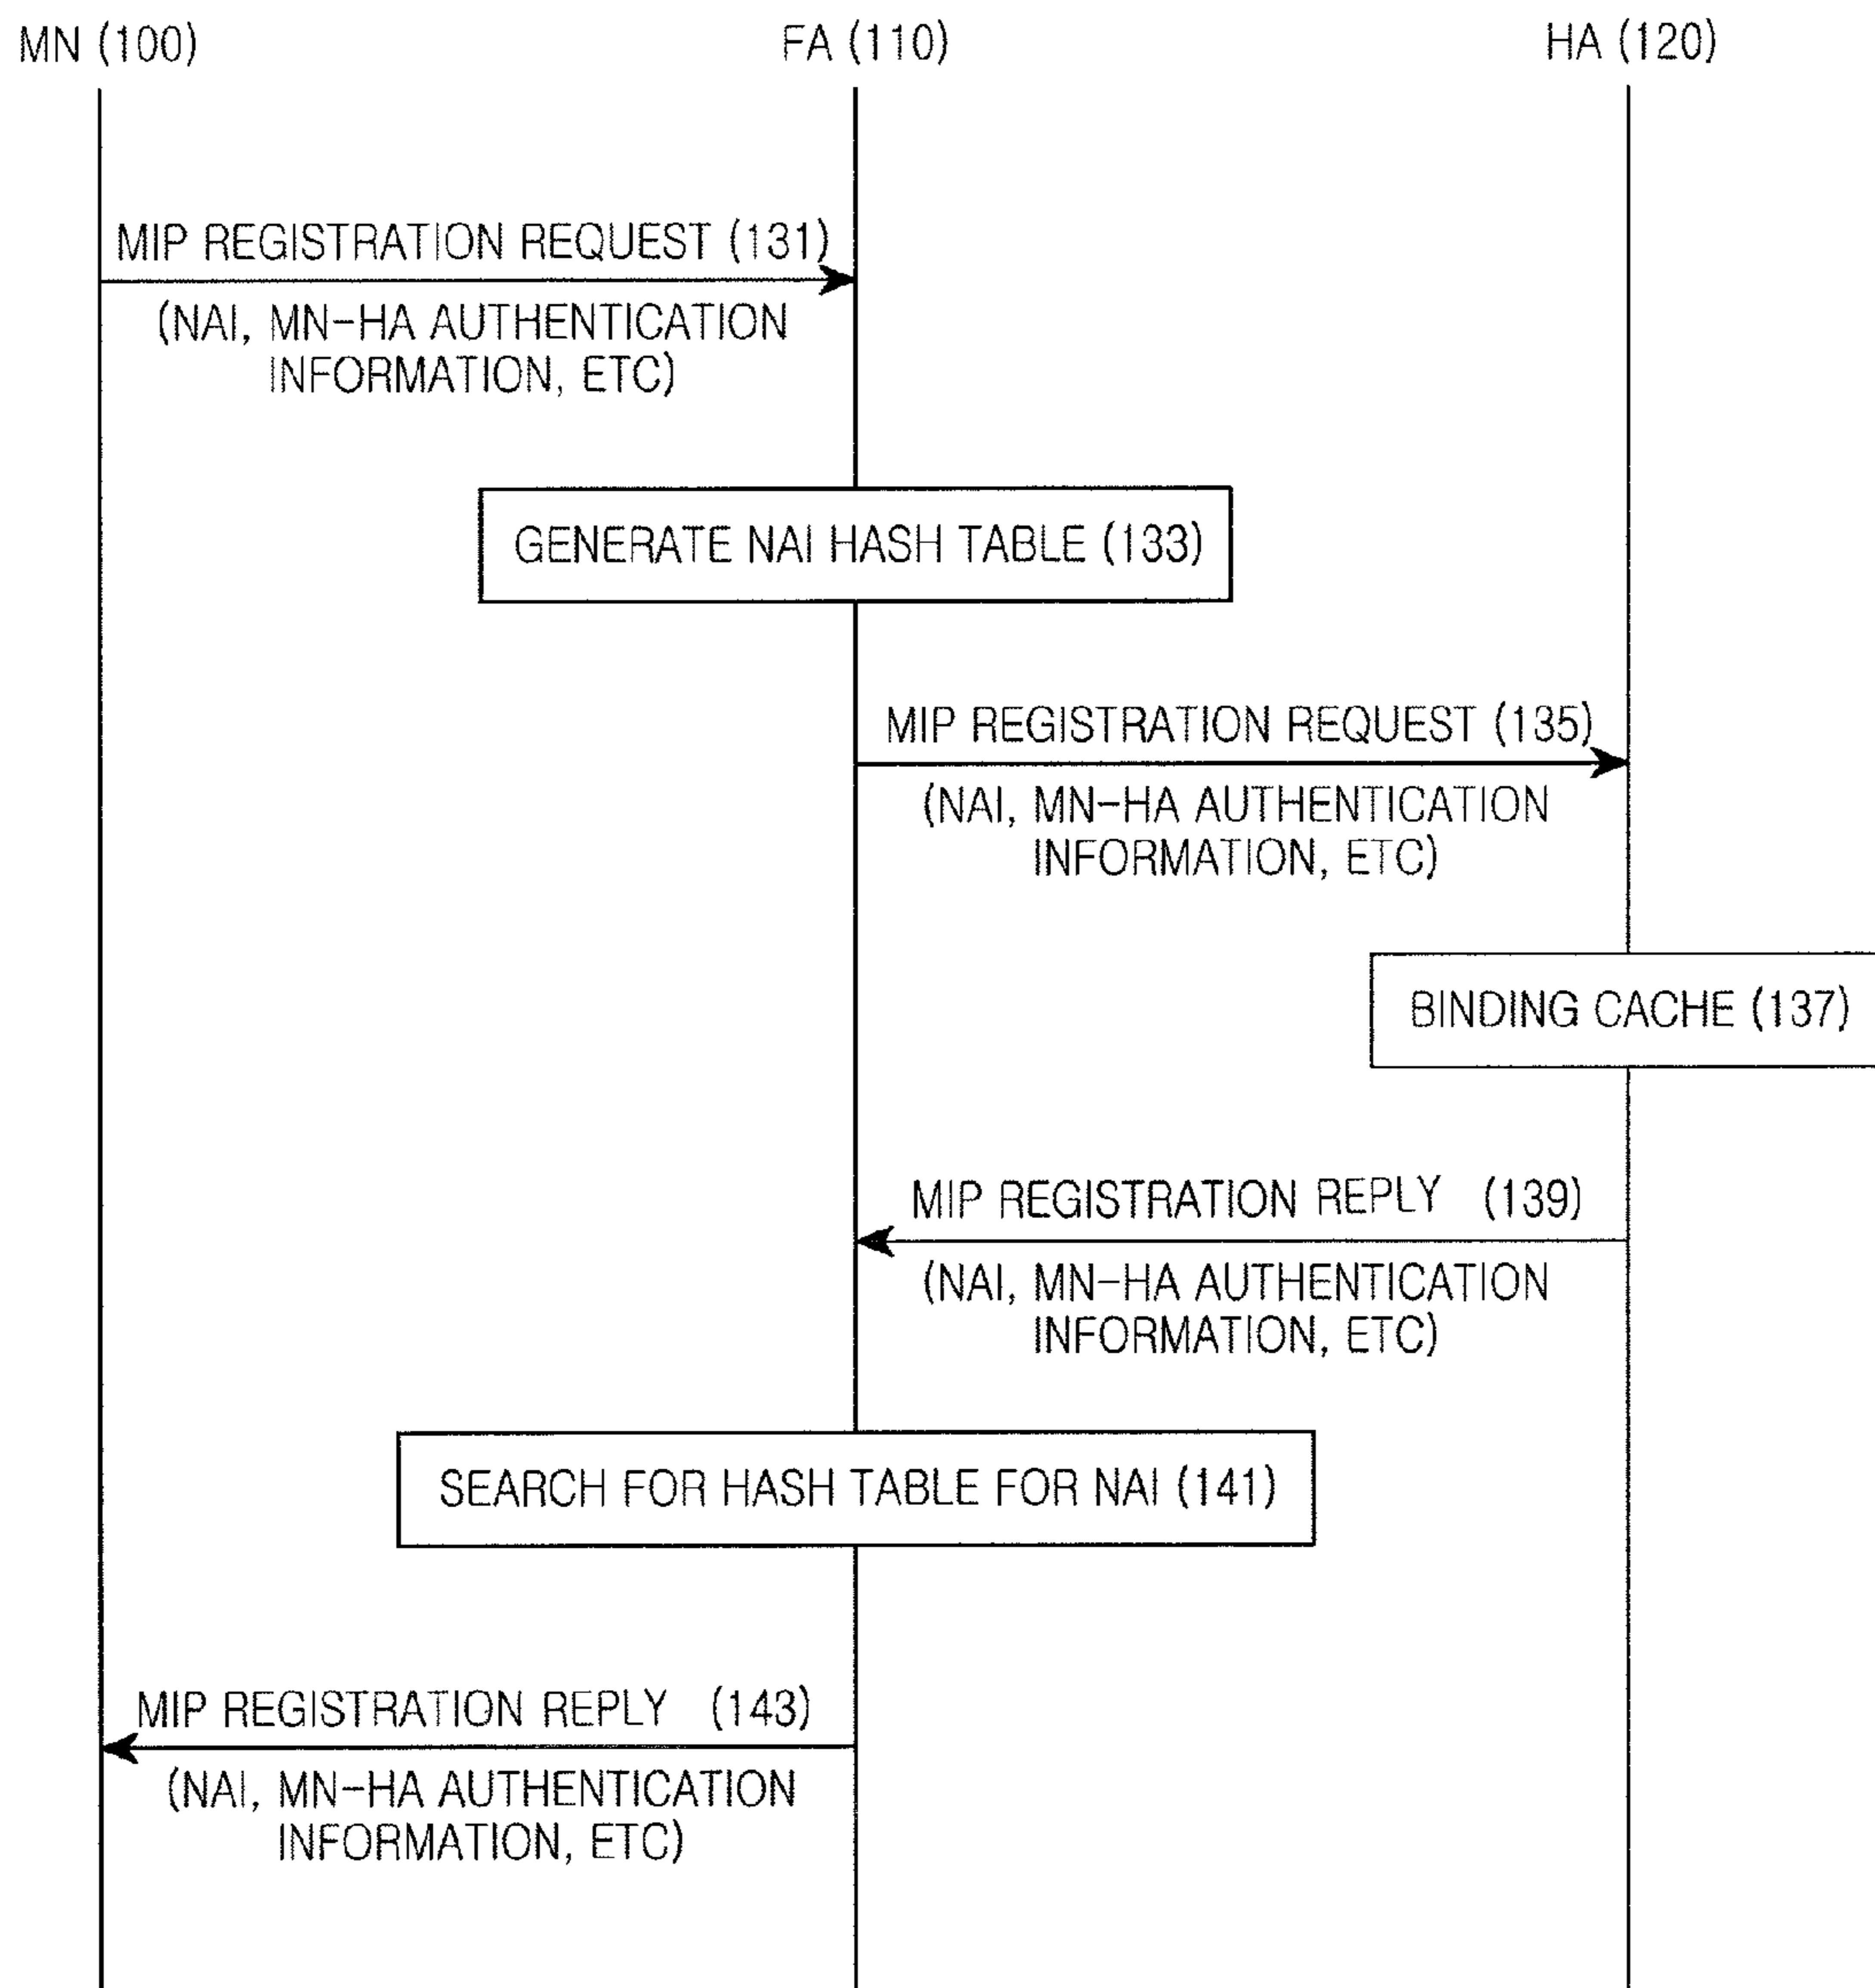 MN (100)
FA (110)
HA (120)
MIP REGISTRATION REQUEST (131)
(NAI, MN-HA AUTHENTICATION
INFORMATION, ETC)
GENERATE NAI HASH TABLE (133)
MIP REGISTRATION REQUEST (135)
(NAI, MN-HA AUTHENTICATION
INFORMATION, ETC)
BINDING CACHE (137)
MIP REGISTRATION REPLY (139)
(NAI, MN-HA AUTHENTICATION
INFORMATION, ETC)
SEARCH FOR HASH TABLE FOR NAI (141)
MIP REGISTRATION REPLY (143)
(NAI, MN-HA AUTHENTICATION
INFORMATION, ETC)